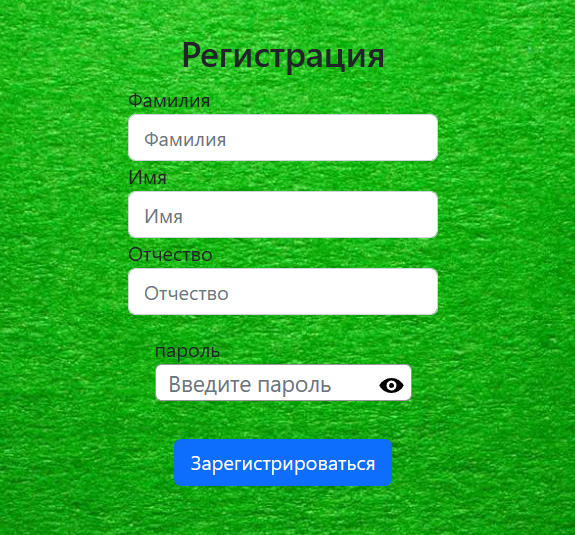 Регистрация
Фамилия
Фамилия
Имя
Имя
Отчество
Отчество
пароль
Введите пароль
Зарегистрироваться